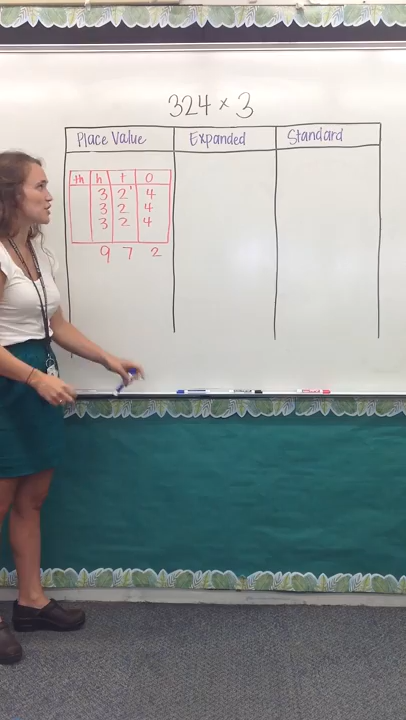 324 × 3
Place Value Expanded Standard
th h t O
3 2 1 4
3 2 4
3 2 4
9 7 2